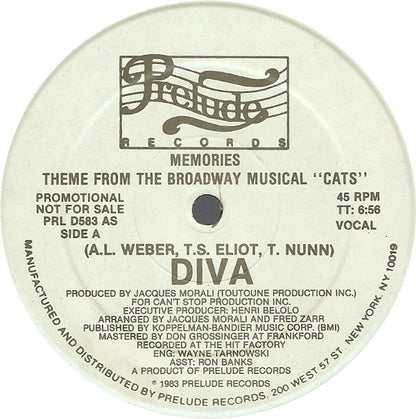 Prelude
RECORDS
MEMORIES
THEME FROM THE BROADWAY MUSICAL "CATS"
PROMOTIONAL
NOT FOR SALE
PRL D583 AS
SIDE A
45 RPM
TT: 6:56
VOCAL
(A.L. WEBER, T.S. ELIOT, T. NUNN)
DIVA
PRODUCED BY JACQUES MORALI (TOUTOUNE PRODUCTION INC.)
FOR CAN'T STOP PRODUCTION INC.
EXECUTIVE PRODUCER: HENRI BELOLO
ARRANGED BY JACQUES MORALI AND FRED ZARR
PUBLISHED BY KOPPELMAN-BANDIER MUSIC CORP. (BMI)
MASTERED BY DON GROSSINGER AT FRANKFORD
RECORDED AT THE HIT FACTORY
ENG: WAYNE TARNOWSKI
ASST: RON BANKS
A PRODUCT OF PRELUDE RECORDS
© 1983 PRELUDE RECORDS
MANUFACTURED AND DISTRIBUTED BY PRELUDE RECORDS. 200 WEST 57 ST. NEW YORK, NY 10019